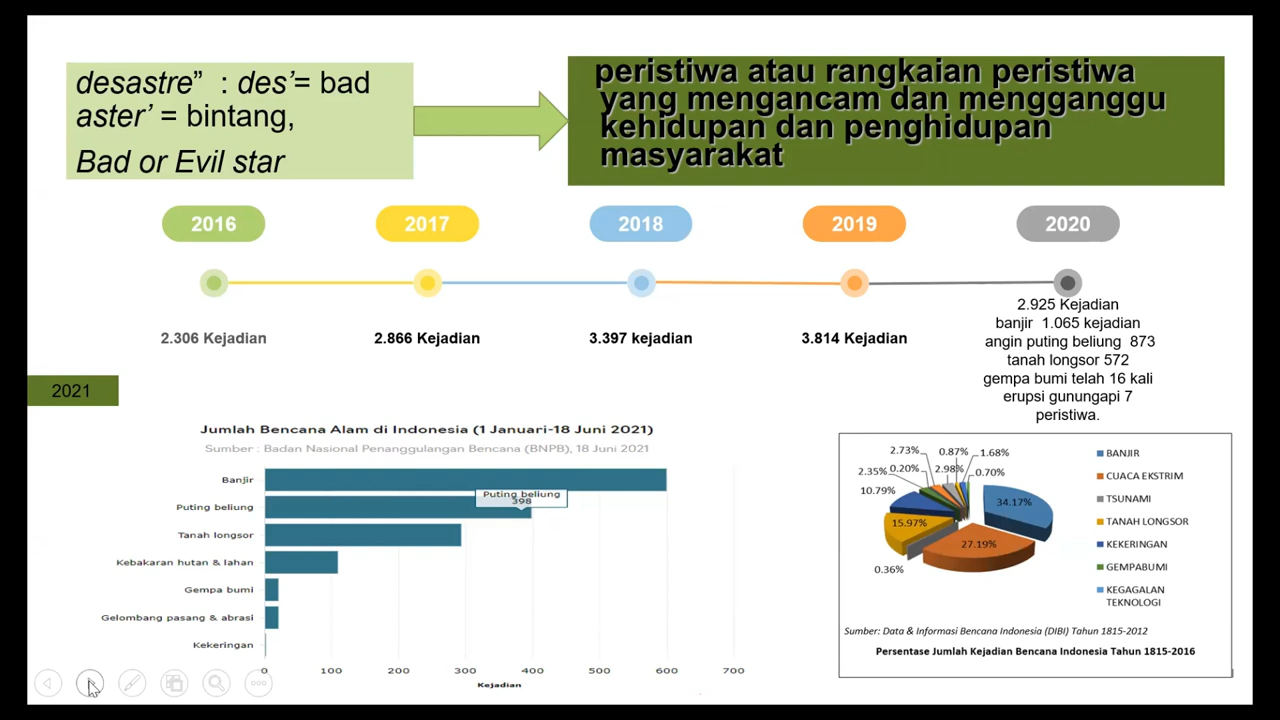 desastre” : des’= bad
aster’ = bintang,
Bad or Evil star
peristiwa atau rangkaian peristiwa
yang mengancam dan mengganggu
kehidupan dan penghidupan
masyarakat
2016
2017
2018
2019
2020
2.306 Kejadian
2.866 Kejadian
3.397 kejadian
3.814 Kejadian
2.925 Kejadian
banjir 1.065 kejadian
angin puting beliung 873
tanah longsor 572
gempa bumi telah 16 kali
erupsi gunungapi 7
peristiwa.
2021
Jumlah Bencana Alam di Indonesia (1 Januari-18 Juni 2021)
Sumber : Badan Nasional Penanggulangan Bencana (BNPB), 18 Juni 2021
Banjir
Puting beliung
398
Puting beliung
Tanah longsor
Kebakaran hutan & lahan
Gempa bumi
Gelombang pasang & abrasi
Kekeringan
0 100 200 300 400 500 600 700
Kejadian
2.73% 0.87% 1.68%
2.35% 0.20% 2.98% 0.70%
10.79%
34.17%
15.97%
27.19%
0.36%
BANJIR
CUACA EKSTRIM
TSUNAMI
TANAH LONGSOR
KEKERINGAN
GEMPABUMI
KEGAGALAN
TEKNOLOGI
Sumber: Data & Informasi Bencana Indonesia (DIBI) Tahun 1815-2012
Persentase Jumlah Kejadian Bencana Indonesia Tahun 1815-2016